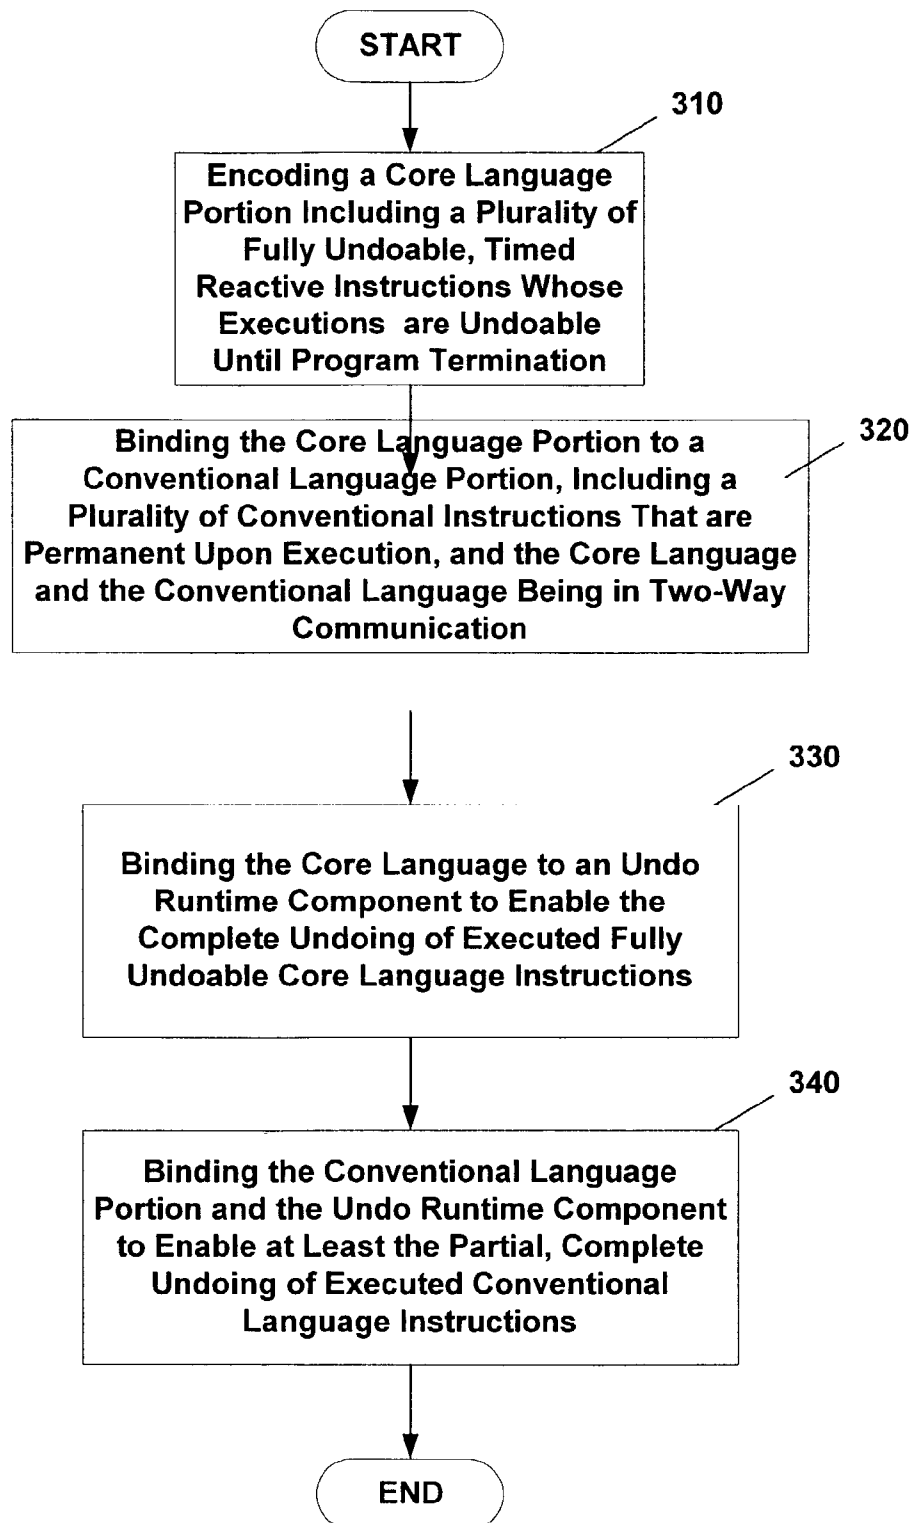 START
310
Encoding a Core Language
Portion Including a Plurality of
Fully Undoable, Timed
Reactive Instructions Whose
Executions are Undoable
Until Program Termination
320
Binding the Core Language Portion to a
Conventional Language Portion, Including a
Plurality of Conventional Instructions That are
Permanent Upon Execution, and the Core Language
and the Conventional Language Being in Two-Way
Communication
330
Binding the Core Language to an Undo
Runtime Component to Enable the
Complete Undoing of Executed Fully
Undoable Core Language Instructions
340
Binding the Conventional Language
Portion and the Undo Runtime Component
to Enable at Least the Partial, Complete
Undoing of Executed Conventional
Language Instructions
END